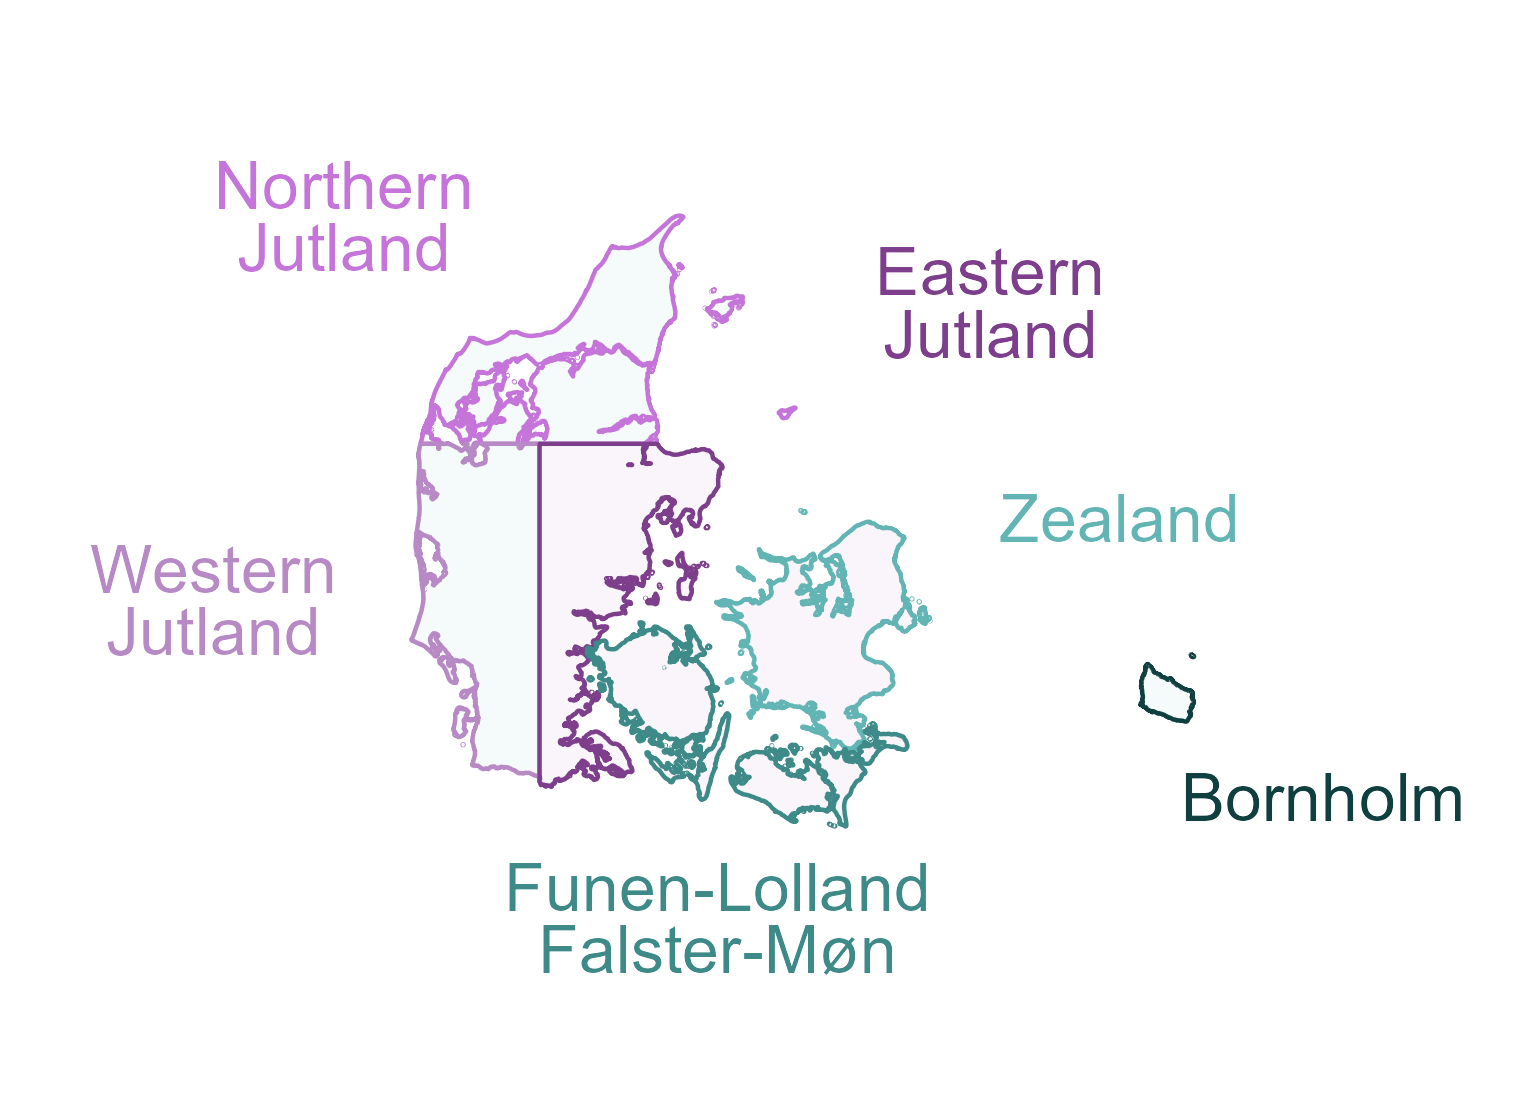 Northern
Jutland
Eastern
Jutland
Zealand
Western
Jutland
Bornholm
Funen-Lolland
Falster-Møn